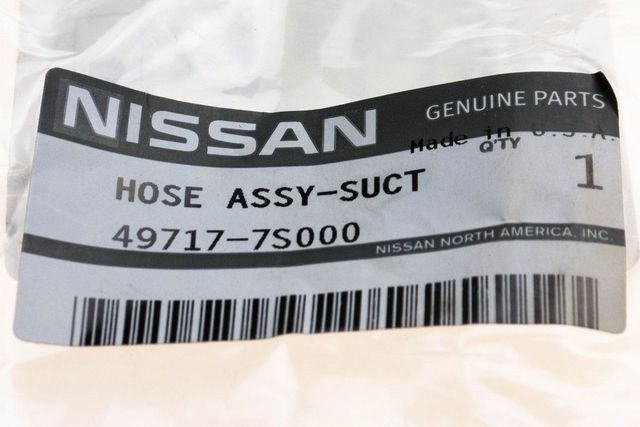 NISSAN GENUINE PARTS
Made in U.S.A.
Q'TY
HOSE ASSY-SUCT 1
49717-7S000
NISSAN NORTH AMERICA, INC.